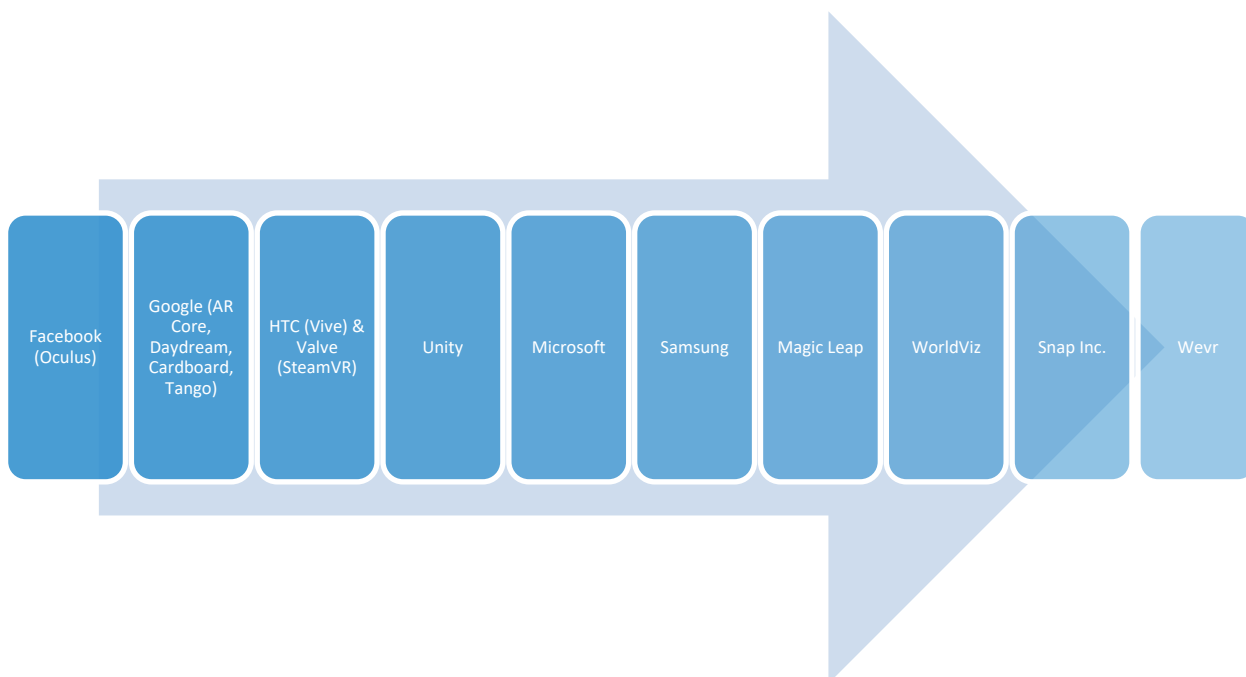 Facebook
(Oculus)
Google (AR
Core,
Daydream,
Cardboard,
Tango)
HTC (Vive) &
Valve
(SteamVR)
Unity
Microsoft
Samsung
Magic Leap
WorldViz
Snap Inc.
Wevr